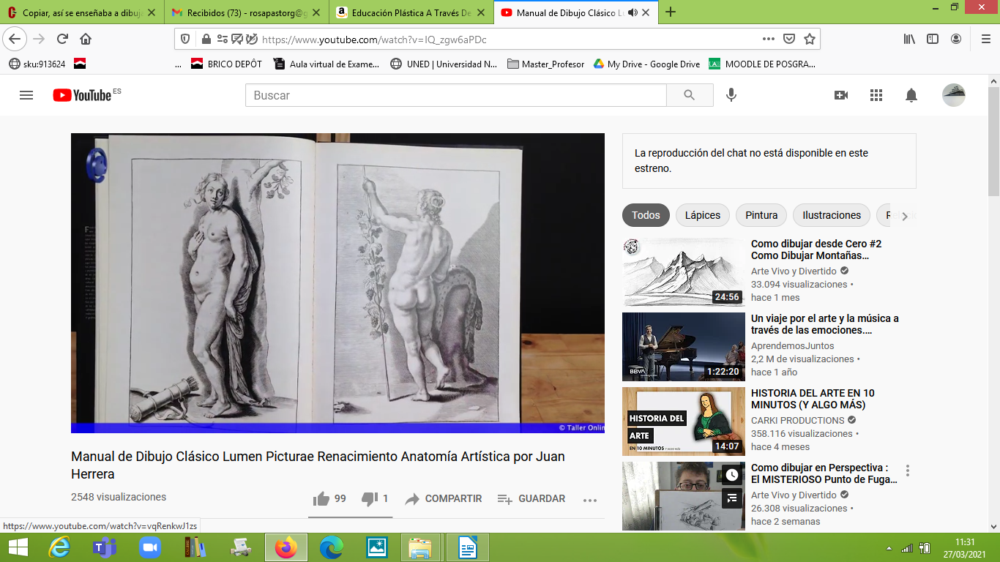 Copiar, así se enseñaba a dibuja
Recibidos (73) - rosapastorg@g
Educación Plástica A Través De
Manual de Dibujo Clásico Lu
https://www.youtube.com/watch?v=IQ_zgw6aPDc
sku:913624
...
BRICO DEPÔT
Aula virtual de Exame...
UNED | Universidad N...
Master_Profesor
My Drive - Google Drive
MOODLE DE POSGRA...
YouTube ES
Buscar
La reproducción del chat no está disponible en este
estreno.
Todos
Lápices
Pintura
Ilustraciones
© Taller Onlin
Como dibujar desde Cero #2
Como Dibujar Montañas...
Arte Vivo y Divertido
33.094 visualizaciones •
hace 1 mes
24:56
Un viaje por el arte y la música a
través de las emociones....
AprendemosJuntos
2,2 M de visualizaciones •
hace 1 año
BBVA
1:22:20
HISTORIA DEL ARTE EN 10
MINUTOS (Y ALGO MÁS)
CARKI PRODUCTIONS
358.116 visualizaciones •
hace 4 meses
HISTORIA DEL
ARTE
EN 10 MINUTOS Y ALGO MÁS
14:07
Como dibujar en Perspectiva :
El MISTERIOSO Punto de Fuga...
Arte Vivo y Divertido
26.308 visualizaciones •
hace 2 semanas
Manual de Dibujo Clásico Lumen Picturae Renacimiento Anatomía Artística por Juan
Herrera
2548 visualizaciones
99
1
COMPARTIR
GUARDAR
https://www.youtube.com/watch?v=vqRenkwJ1zs
11:31
27/03/2021